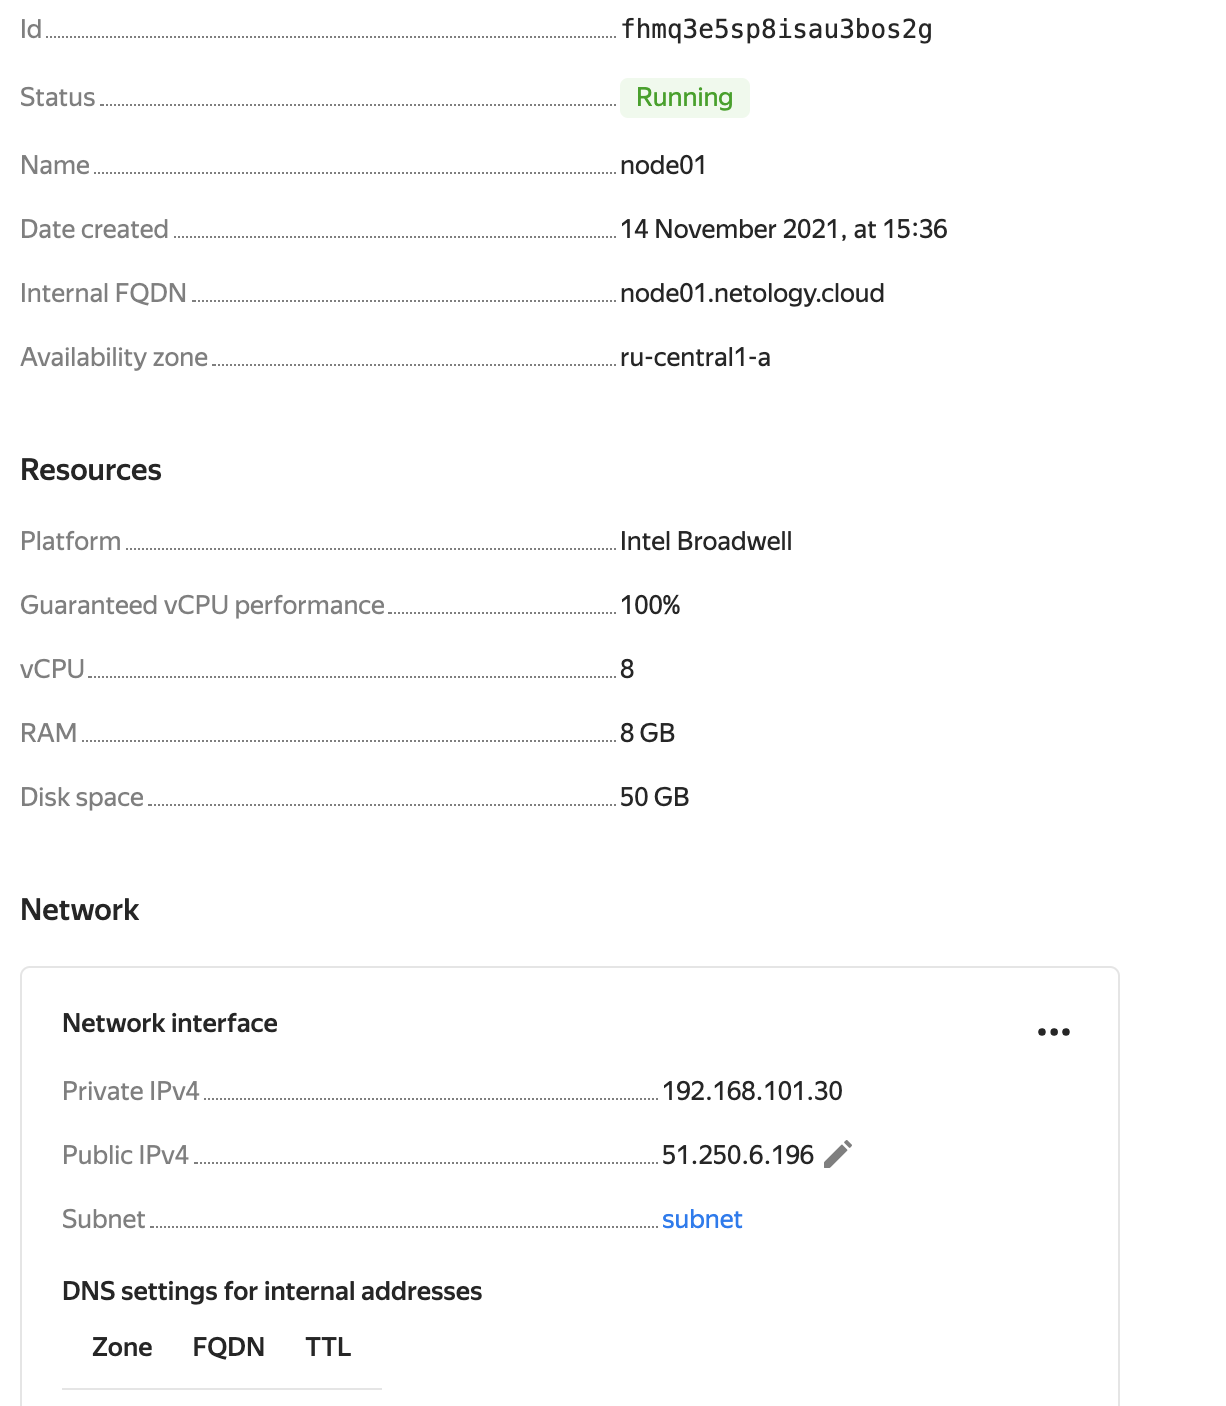 Id fhmq3e5sp8isau3bos2g
Status Running
Name node01
Date created 14 November 2021, at 15:36
Internal FQDN node01.netology.cloud
Availability zone ru-central1-a
Resources
Platform Intel Broadwell
Guaranteed vCPU performance 100%
vCPU 8
RAM 8 GB
Disk space 50 GB
Network
Network interface
Private IPv4 192.168.101.30
Public IPv4 51.250.6.196
Subnet subnet
DNS settings for internal addresses
Zone FQDN TTL